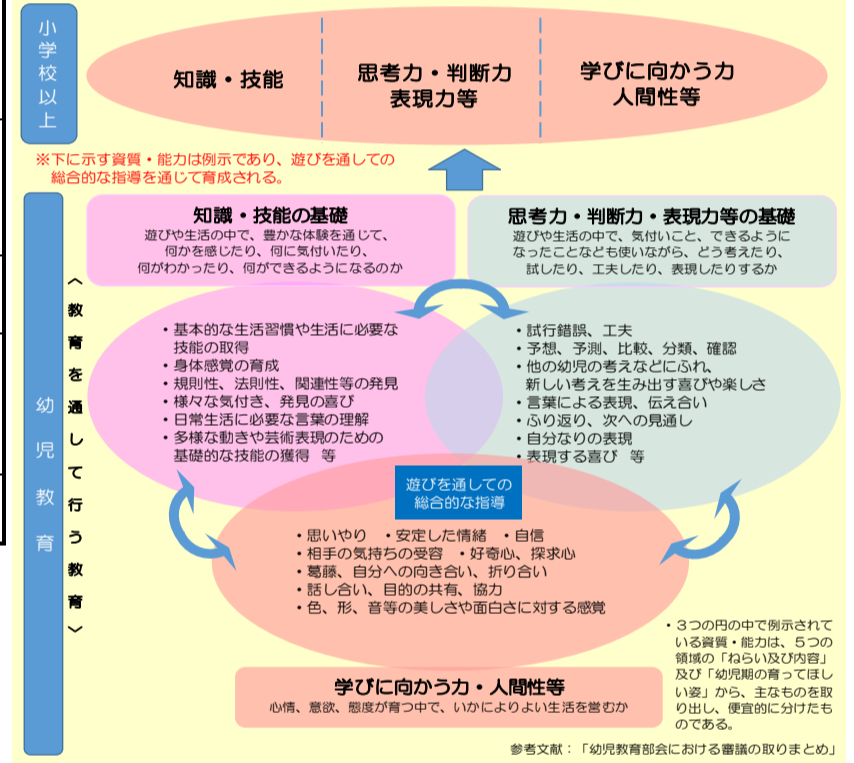 小学校以上
知識・技能
思考力・判断力
表現力等
学びに向かう力
人間性等
※下に示す資質・能力は例示であり、遊びを通しての
総合的な指導を通じて育成される。
幼児教育
〈教育を通して行う教育〉
知識・技能の基礎
遊びや生活の中で、豊かな体験を通じて、
何かを感じたり、何に気付いたり、
何がわかったり、何ができるようになるのか
思考力・判断力・表現力等の基礎
遊びや生活の中で、気付いこと、できるように
なったことなども使いながら、どう考えたり、
試したり、工夫したり、表現したりするか
・基本的な生活習慣や生活に必要な
技能の取得
・身体感覚の育成
・規則性、法則性、関連性等の発見
・様々な気付き、発見の喜び
・日常生活に必要な言葉の理解
・多様な動きや芸術表現のための
基礎的な技能の獲得 等
・試行錯誤、工夫
・予想、予測、比較、分類、確認
・他の幼児の考えなどにふれ、
新しい考えを生み出す喜びや楽しさ
・言葉による表現、伝え合い
・ふり返り、次への見通し
・自分なりの表現
・表現する喜び 等
遊びを通しての
総合的な指導
・思いやり ・安定した情緒 ・自信
・相手の気持ちの受容 ・好奇心、探求心
・葛藤、自分への向き合い、折り合い
・話し合い、目的の共有、協力
・色、形、音等の美しさや面白さに対する感覚
学びに向かう力・人間性等
心情、意欲、態度が育つ中で、いかによりよい生活を営むか
・３つの円の中で例示されて
いる資質・能力は、５つの
領域の「ねらい及び内容」
及び「幼児期の育ってほし
い姿」から、主なものを取
り出し、便宜的に分けたも
のである。
参考文献：「幼児教育部会における審議の取りまとめ」